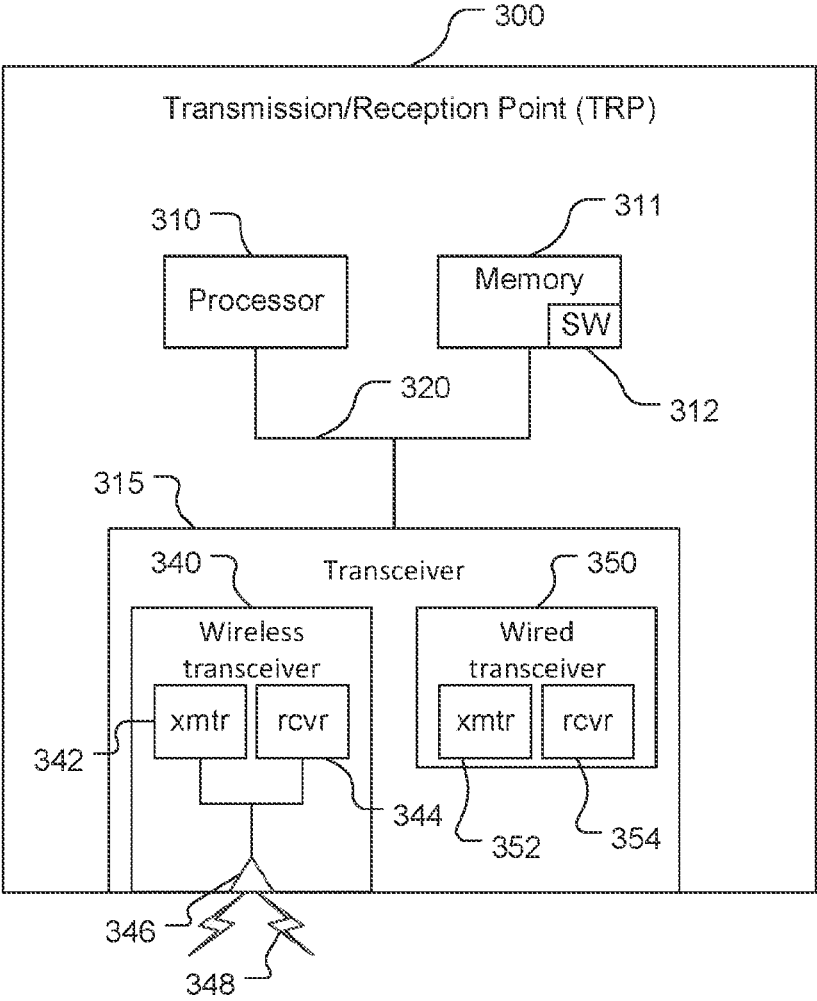 300
Transmission/Reception Point (TRP)
310
311
Processor
Memory
SW
320
312
315
340
Transceiver
350
Wireless
transceiver
Wired
transceiver
xmtr
rcvr
xmtr
rcvr
342
344
352
354
346
348